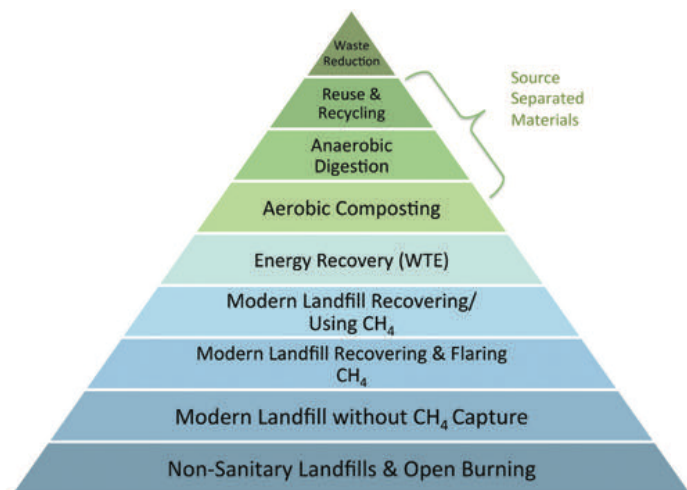 Waste
Reduction
Reuse &
Recycling
Source
Separated
Materials
Anaerobic
Digestion
Aerobic Composting
Energy Recovery (WTE)
Modern Landfill Recovering/
Using CH₄
Modern Landfill Recovering & Flaring
CH₄
Modern Landfill without CH₄ Capture
Non-Sanitary Landfills & Open Burning